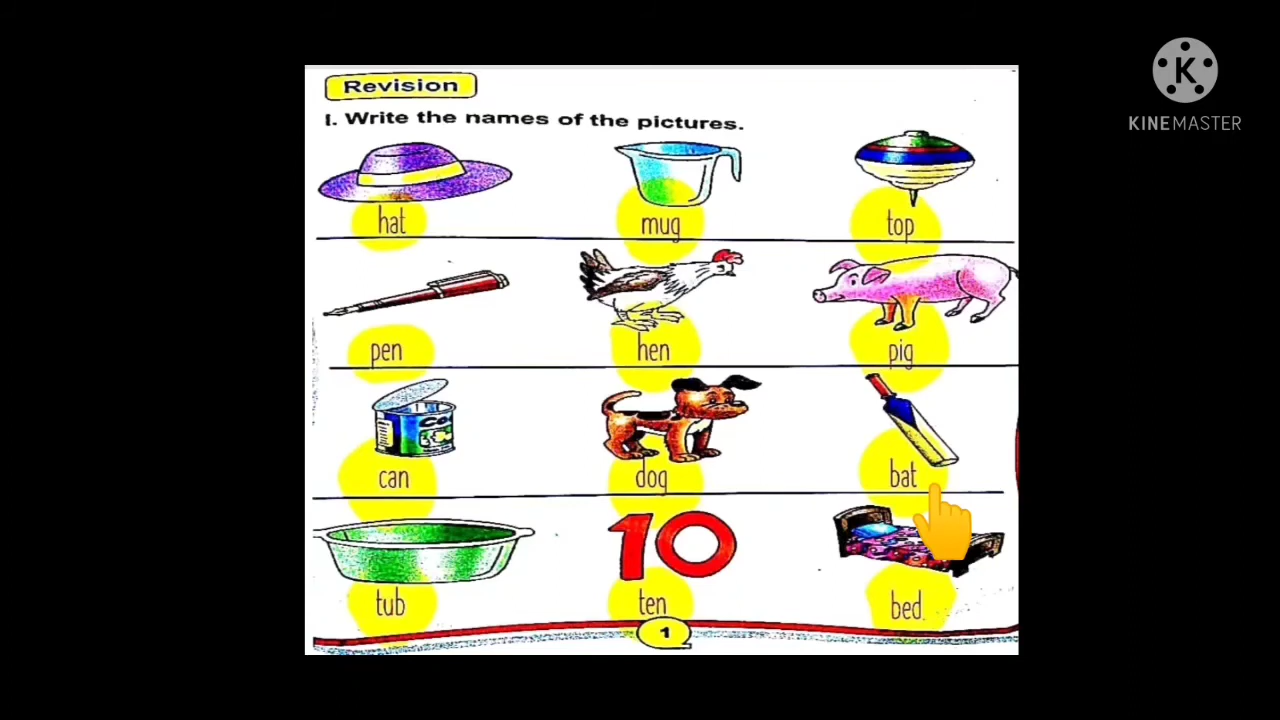 Revision
I. Write the names of the pictures.
hat mug top
pen hen pig
can dog bat
tub 10 ten bed
1
K
KINEMASTER